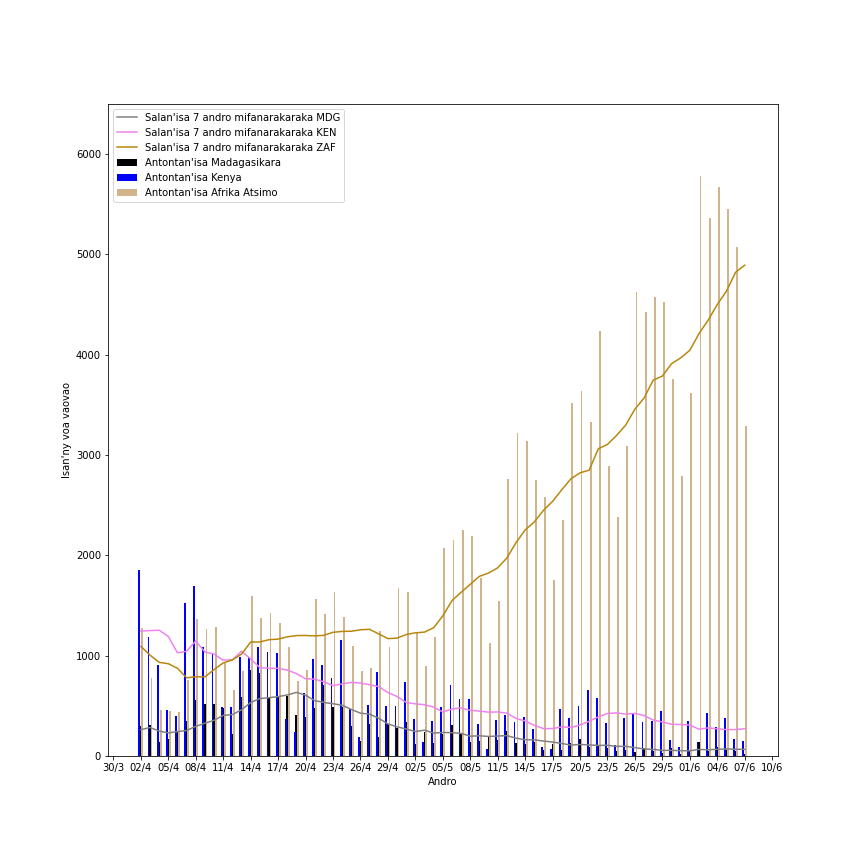 Salan'isa 7 andro mifanarakaraka MDG
Salan'isa 7 andro mifanarakaraka KEN
Salan'isa 7 andro mifanarakaraka ZAF
Antontan'isa Madagasikara
Antontan'isa Kenya
Antontan'isa Afrika Atsimo
6000
5000
4000
3000
2000
1000
0
Isan'ny voa vaovao
30/3 02/4 05/4 08/4 11/4 14/4 17/4 20/4 23/4 26/4 29/4 02/5 05/5 08/5 11/5 14/5 17/5 20/5 23/5 26/5 29/5 01/6 04/6 07/6 10/6
Andro